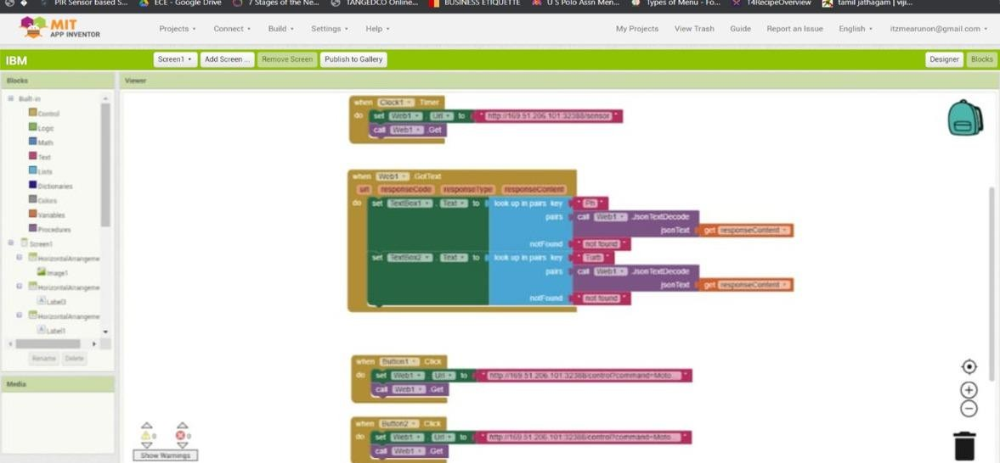 PIR Sensor based S... ECE - Google Drive 7 Stages of the Ne... TANGEDCO Online... BUSINESS ETIQUETTE U S Polo Assn Men... Types of Menu - Fo... T4RecipeOverview tamil jathagam | viji...
MIT APP INVENTOR
Projects Connect Build Settings Help My Projects View Trash Guide Report an Issue English itzmearunon@gmail.com
IBM Screen1 Add Screen ... Remove Screen Publish to Gallery Designer Blocks
Blocks Viewer
Built-in
Control
Logic
Math
Text
Lists
Dictionaries
Colors
Variables
Procedures
Screen1
HorizontalArrangeme
Image1
HorizontalArrangeme
Label3
HorizontalArrangeme
Label1
Rename Delete
Media
Show Warnings
0 0
when Clock1 .Timer
do set Web1 . Url to " http://169.51.206.101:32388/sensor "
call Web1 .Get
when Web1 .GotText
url responseCode responseType responseContent
do set TextBox1 . Text to look up in pairs key " Ph "
pairs call Web1 .JsonTextDecode
jsonText get responseContent
notFound " not found "
set TextBox2 . Text to look up in pairs key " Turb "
pairs call Web1 .JsonTextDecode
jsonText get responseContent
notFound " not found "
when Button1 .Click
do set Web1 . Url to " http://169.51.206.101:32388/control?command=Moto... "
call Web1 .Get
when Button2 .Click
do set Web1 . Url to " http://169.51.206.101:32388/control?command=Moto... "
call Web1 .Get